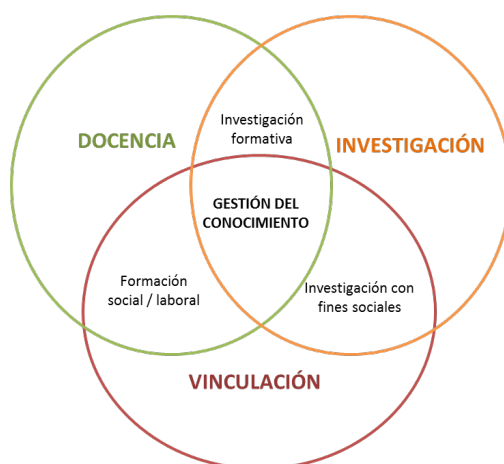 Investigación
formativa
DOCENCIA
INVESTIGACIÓN
GESTIÓN DEL
CONOCIMIENTO
Formación
social / laboral
Investigación con
fines sociales
VINCULACIÓN